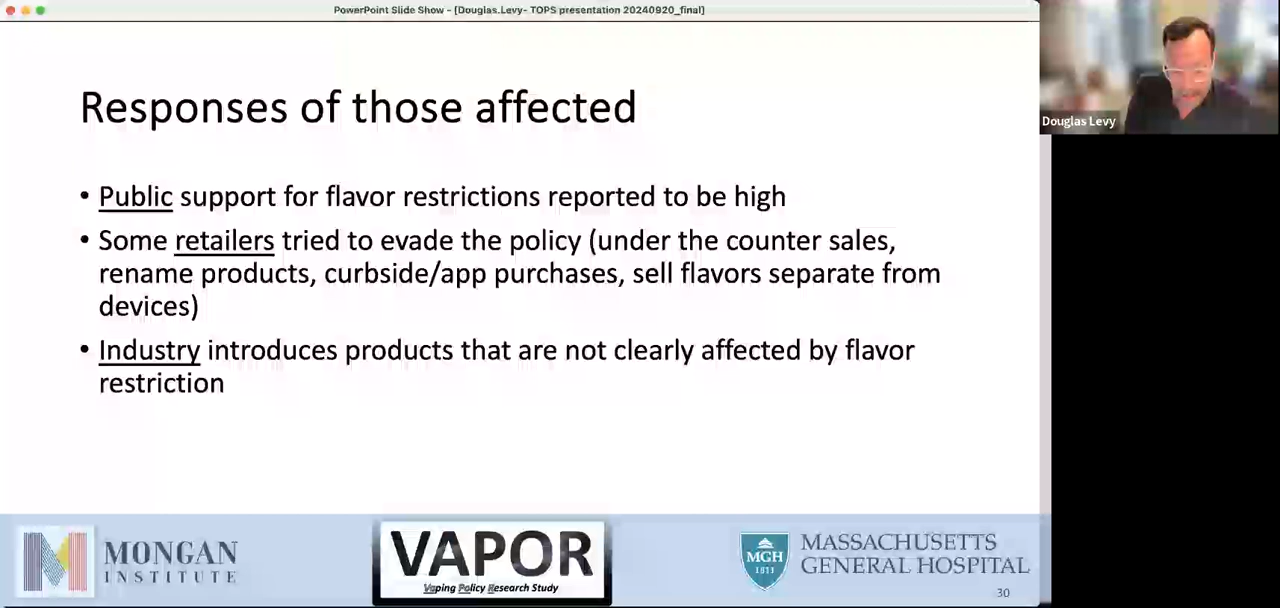 PowerPoint Slide Show - [Douglas.Levy- TOPS presentation 20240920_final]
Responses of those affected
• Public support for flavor restrictions reported to be high
• Some retailers tried to evade the policy (under the counter sales,
rename products, curbside/app purchases, sell flavors separate from
devices)
• Industry introduces products that are not clearly affected by flavor
restriction
Douglas Levy
MONGAN
INSTITUTE
VAPOR
Vaping Policy Research Study
MGH
1811
MASSACHUSETTS
GENERAL HOSPITAL
30